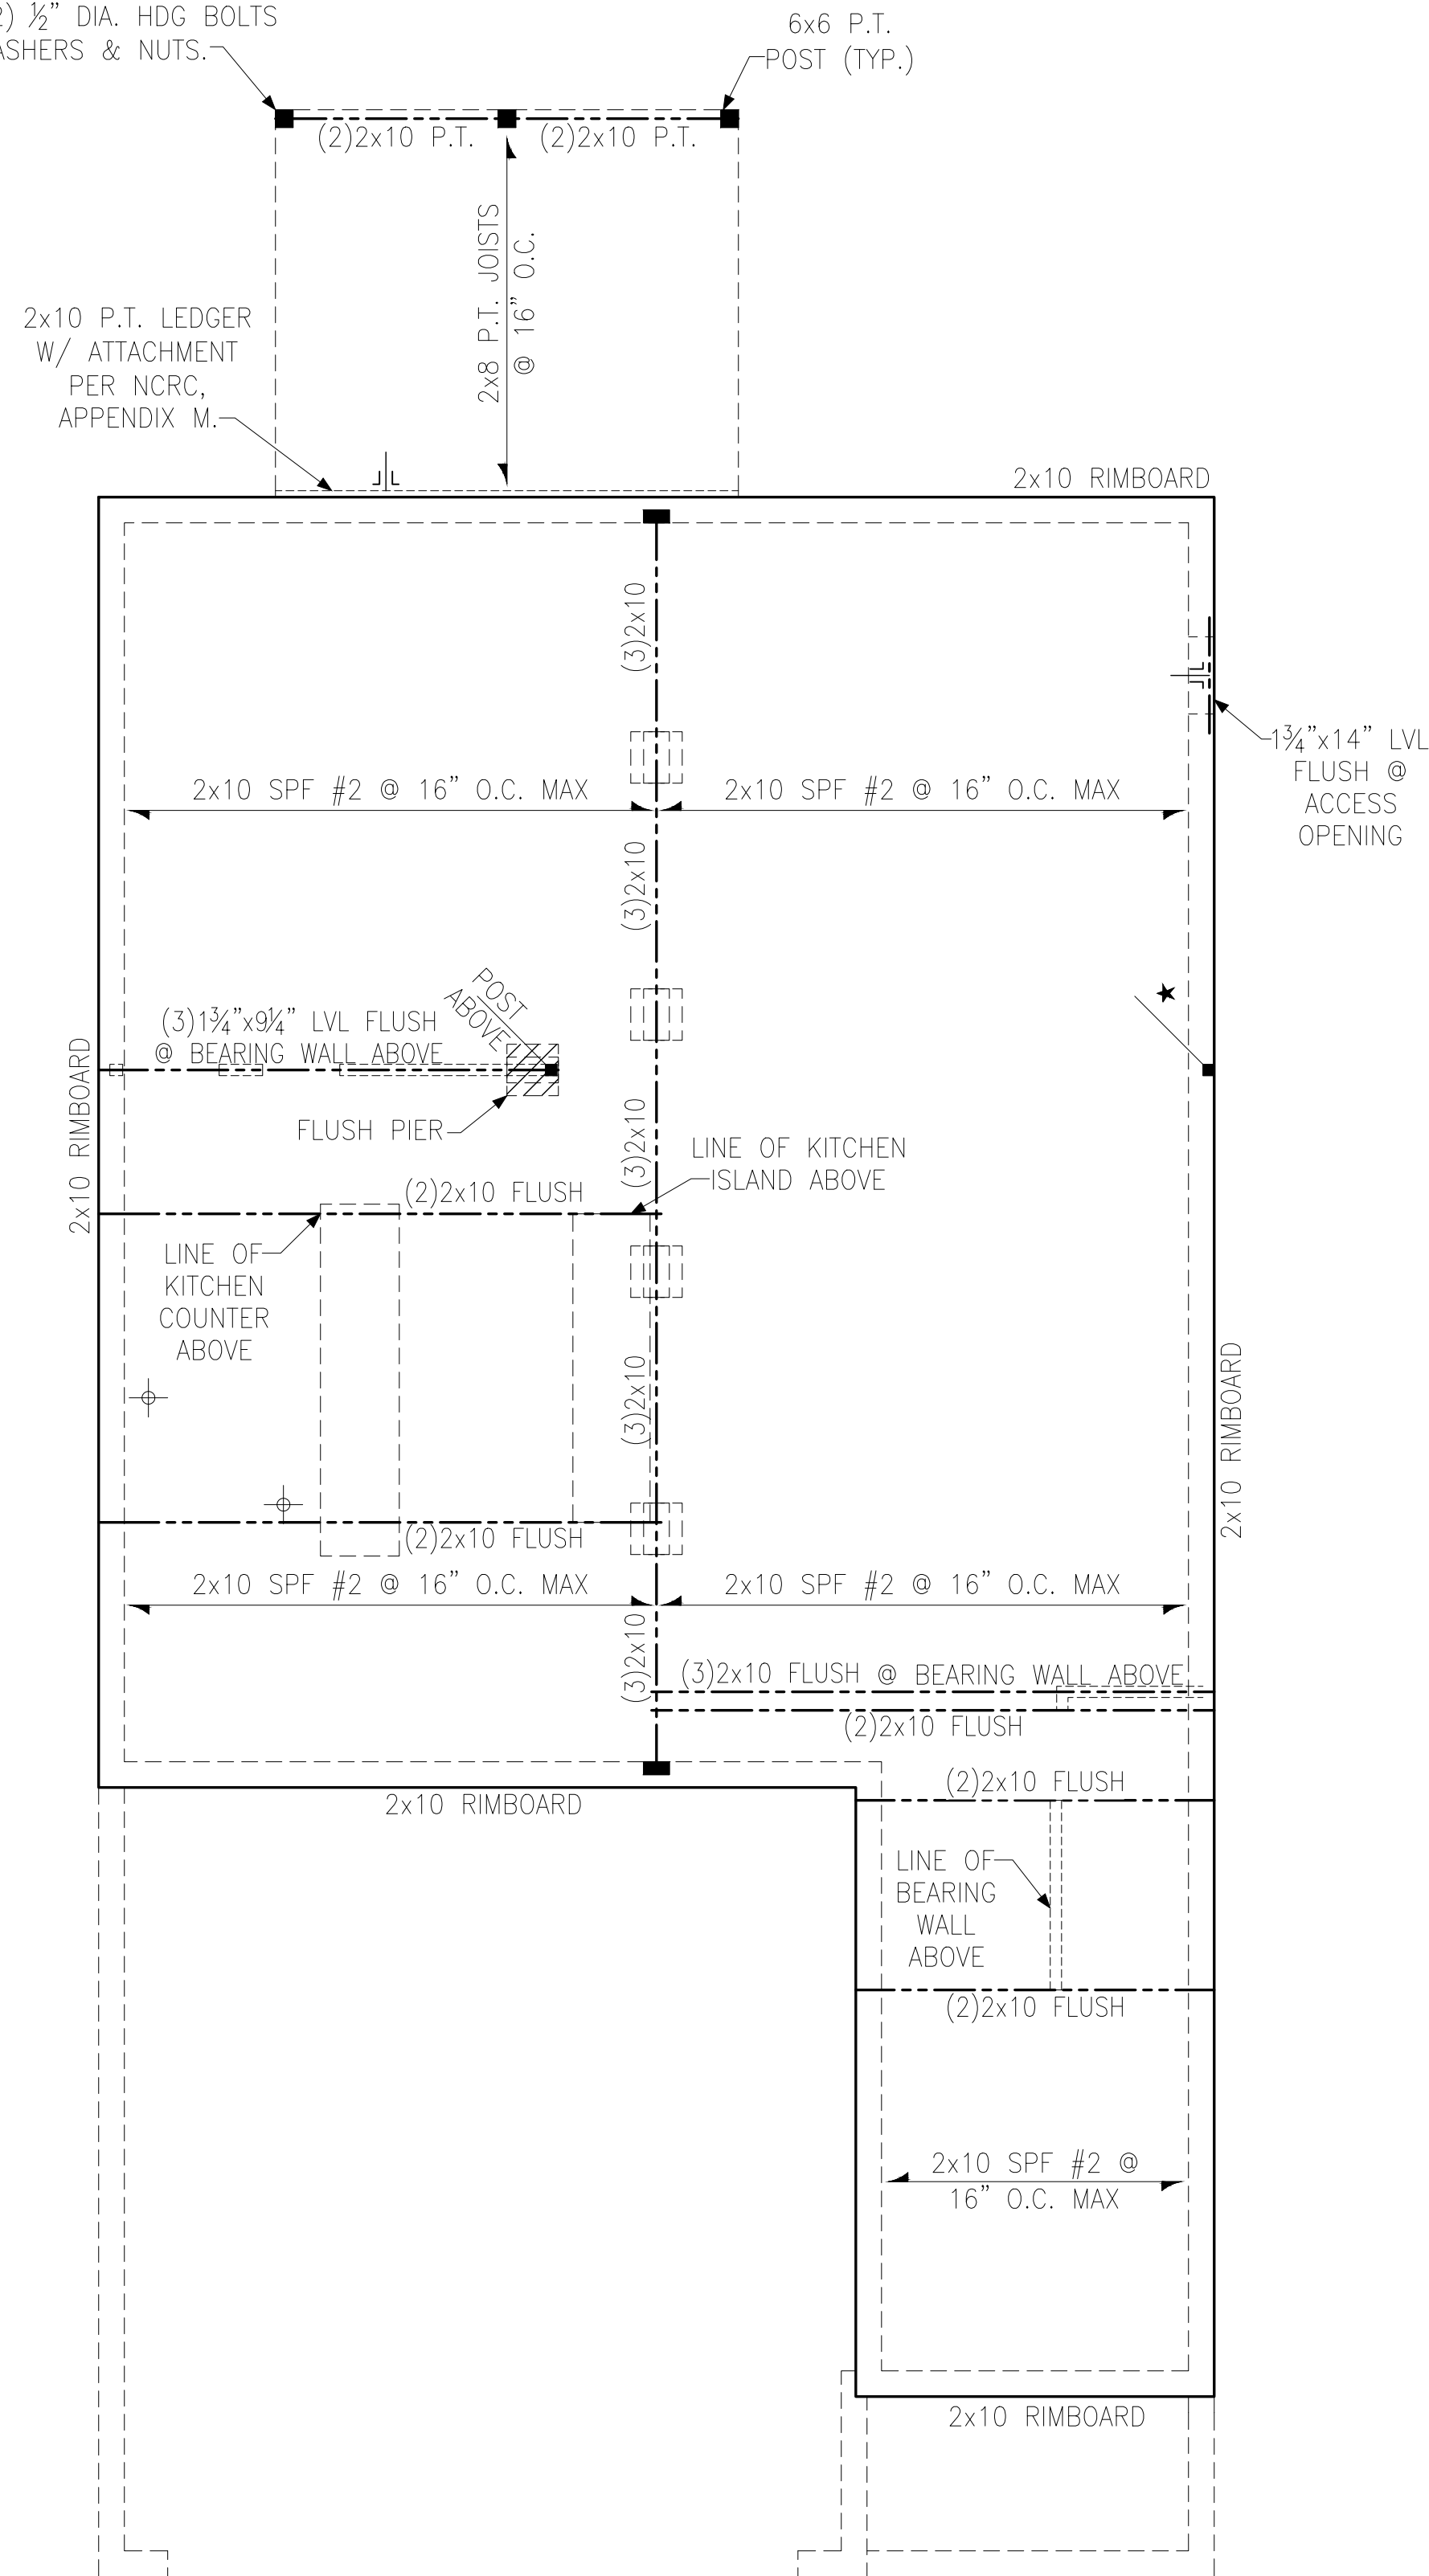 ½" DIA. HDG BOLTS
& NUTS.
6x6 P.T.
POST (TYP.)
(2)2x10 P.T.
(2)2x10 P.T.
2x8 P.T. JOISTS
@ 16" O.C.
2x10 P.T. LEDGER
W/ ATTACHMENT
PER NCRC,
APPENDIX M.
2x10 RIMBOARD
(3)2x10
1¾"x14" LVL
FLUSH @
ACCESS
OPENING
2x10 SPF #2 @ 16" O.C. MAX
2x10 SPF #2 @ 16" O.C. MAX
(3)2x10
POST
ABOVE
(3)1¾"x9¼" LVL FLUSH
@ BEARING WALL ABOVE
2x10 RIMBOARD
FLUSH PIER
(3)2x10
LINE OF KITCHEN
ISLAND ABOVE
(2)2x10 FLUSH
LINE OF
KITCHEN
COUNTER
ABOVE
(3)2x10
2x10 RIMBOARD
(2)2x10 FLUSH
2x10 SPF #2 @ 16" O.C. MAX
2x10 SPF #2 @ 16" O.C. MAX
(3)2x10
(3)2x10 FLUSH @ BEARING WALL ABOVE
(2)2x10 FLUSH
(2)2x10 FLUSH
2x10 RIMBOARD
LINE OF
BEARING
WALL
ABOVE
(2)2x10 FLUSH
2x10 SPF #2 @
16" O.C. MAX
2x10 RIMBOARD